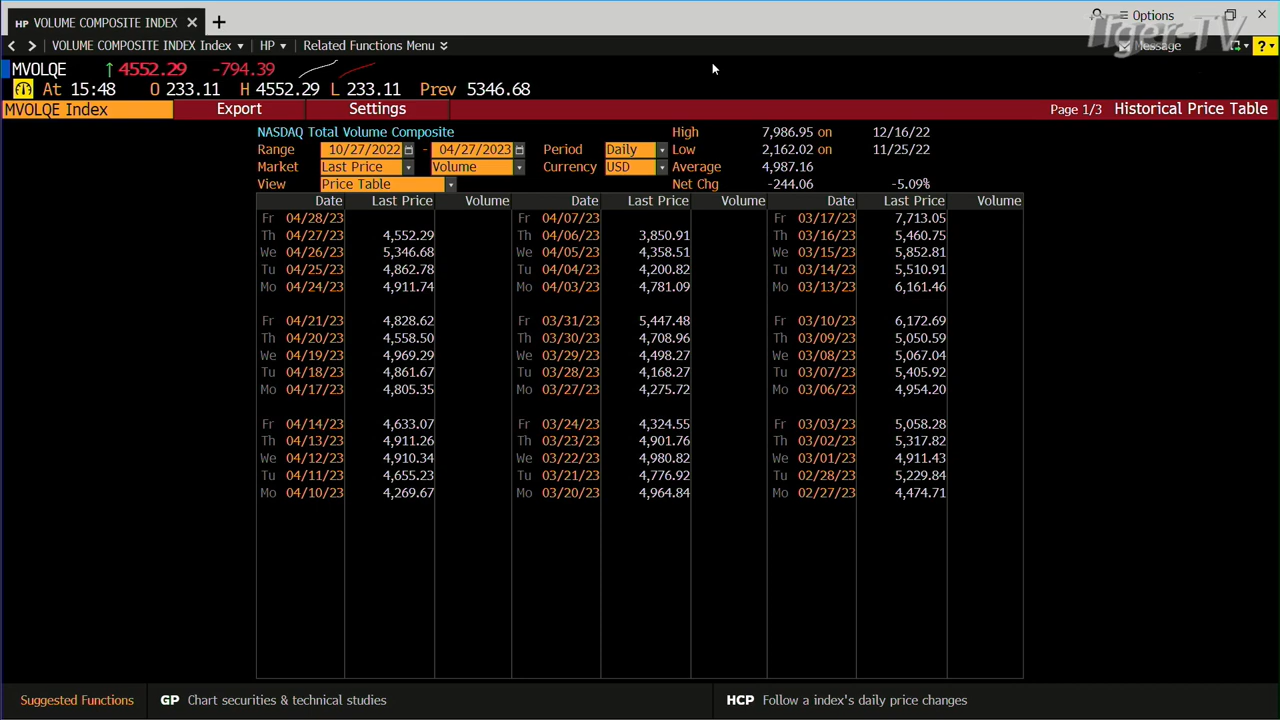 HP VOLUME COMPOSITE INDEX × +
Options
< > VOLUME COMPOSITE INDEX Index HP Related Functions Menu Message ?
Tiger-TV
MVOLQE ↑ 4552.29 -794.39
At 15:48 O 233.11 H 4552.29 L 233.11 Prev 5346.68
MVOLQE Index Export Settings Page 1/3 Historical Price Table
NASDAQ Total Volume Composite High 7,986.95 on 12/16/22
Range 10/27/2022 - 04/27/2023 Period Daily Low 2,162.02 on 11/25/22
Market Last Price Volume Currency USD Average 4,987.16
View Price Table Net Chg -244.06 -5.09%
Date Last Price Volume Date Last Price Volume Date Last Price Volume
Fr 04/28/23 Fr 04/07/23 Fr 03/17/23 7,713.05
Th 04/27/23 4,552.29 Th 04/06/23 3,850.91 Th 03/16/23 5,460.75
We 04/26/23 5,346.68 We 04/05/23 4,358.51 We 03/15/23 5,852.81
Tu 04/25/23 4,862.78 Tu 04/04/23 4,200.82 Tu 03/14/23 5,510.91
Mo 04/24/23 4,911.74 Mo 04/03/23 4,781.09 Mo 03/13/23 6,161.46
Fr 04/21/23 4,828.62 Fr 03/31/23 5,447.48 Fr 03/10/23 6,172.69
Th 04/20/23 4,558.50 Th 03/30/23 4,708.96 Th 03/09/23 5,050.59
We 04/19/23 4,969.29 We 03/29/23 4,498.27 We 03/08/23 5,067.04
Tu 04/18/23 4,861.67 Tu 03/28/23 4,168.27 Tu 03/07/23 5,405.92
Mo 04/17/23 4,805.35 Mo 03/27/23 4,275.72 Mo 03/06/23 4,954.20
Fr 04/14/23 4,633.07 Fr 03/24/23 4,324.55 Fr 03/03/23 5,058.28
Th 04/13/23 4,911.26 Th 03/23/23 4,901.76 Th 03/02/23 5,317.82
We 04/12/23 4,910.34 We 03/22/23 4,980.82 We 03/01/23 4,911.43
Tu 04/11/23 4,655.23 Tu 03/21/23 4,776.92 Tu 02/28/23 5,229.84
Mo 04/10/23 4,269.67 Mo 03/20/23 4,964.84 Mo 02/27/23 4,474.71
Suggested Functions GP Chart securities & technical studies HCP Follow a index's daily price changes